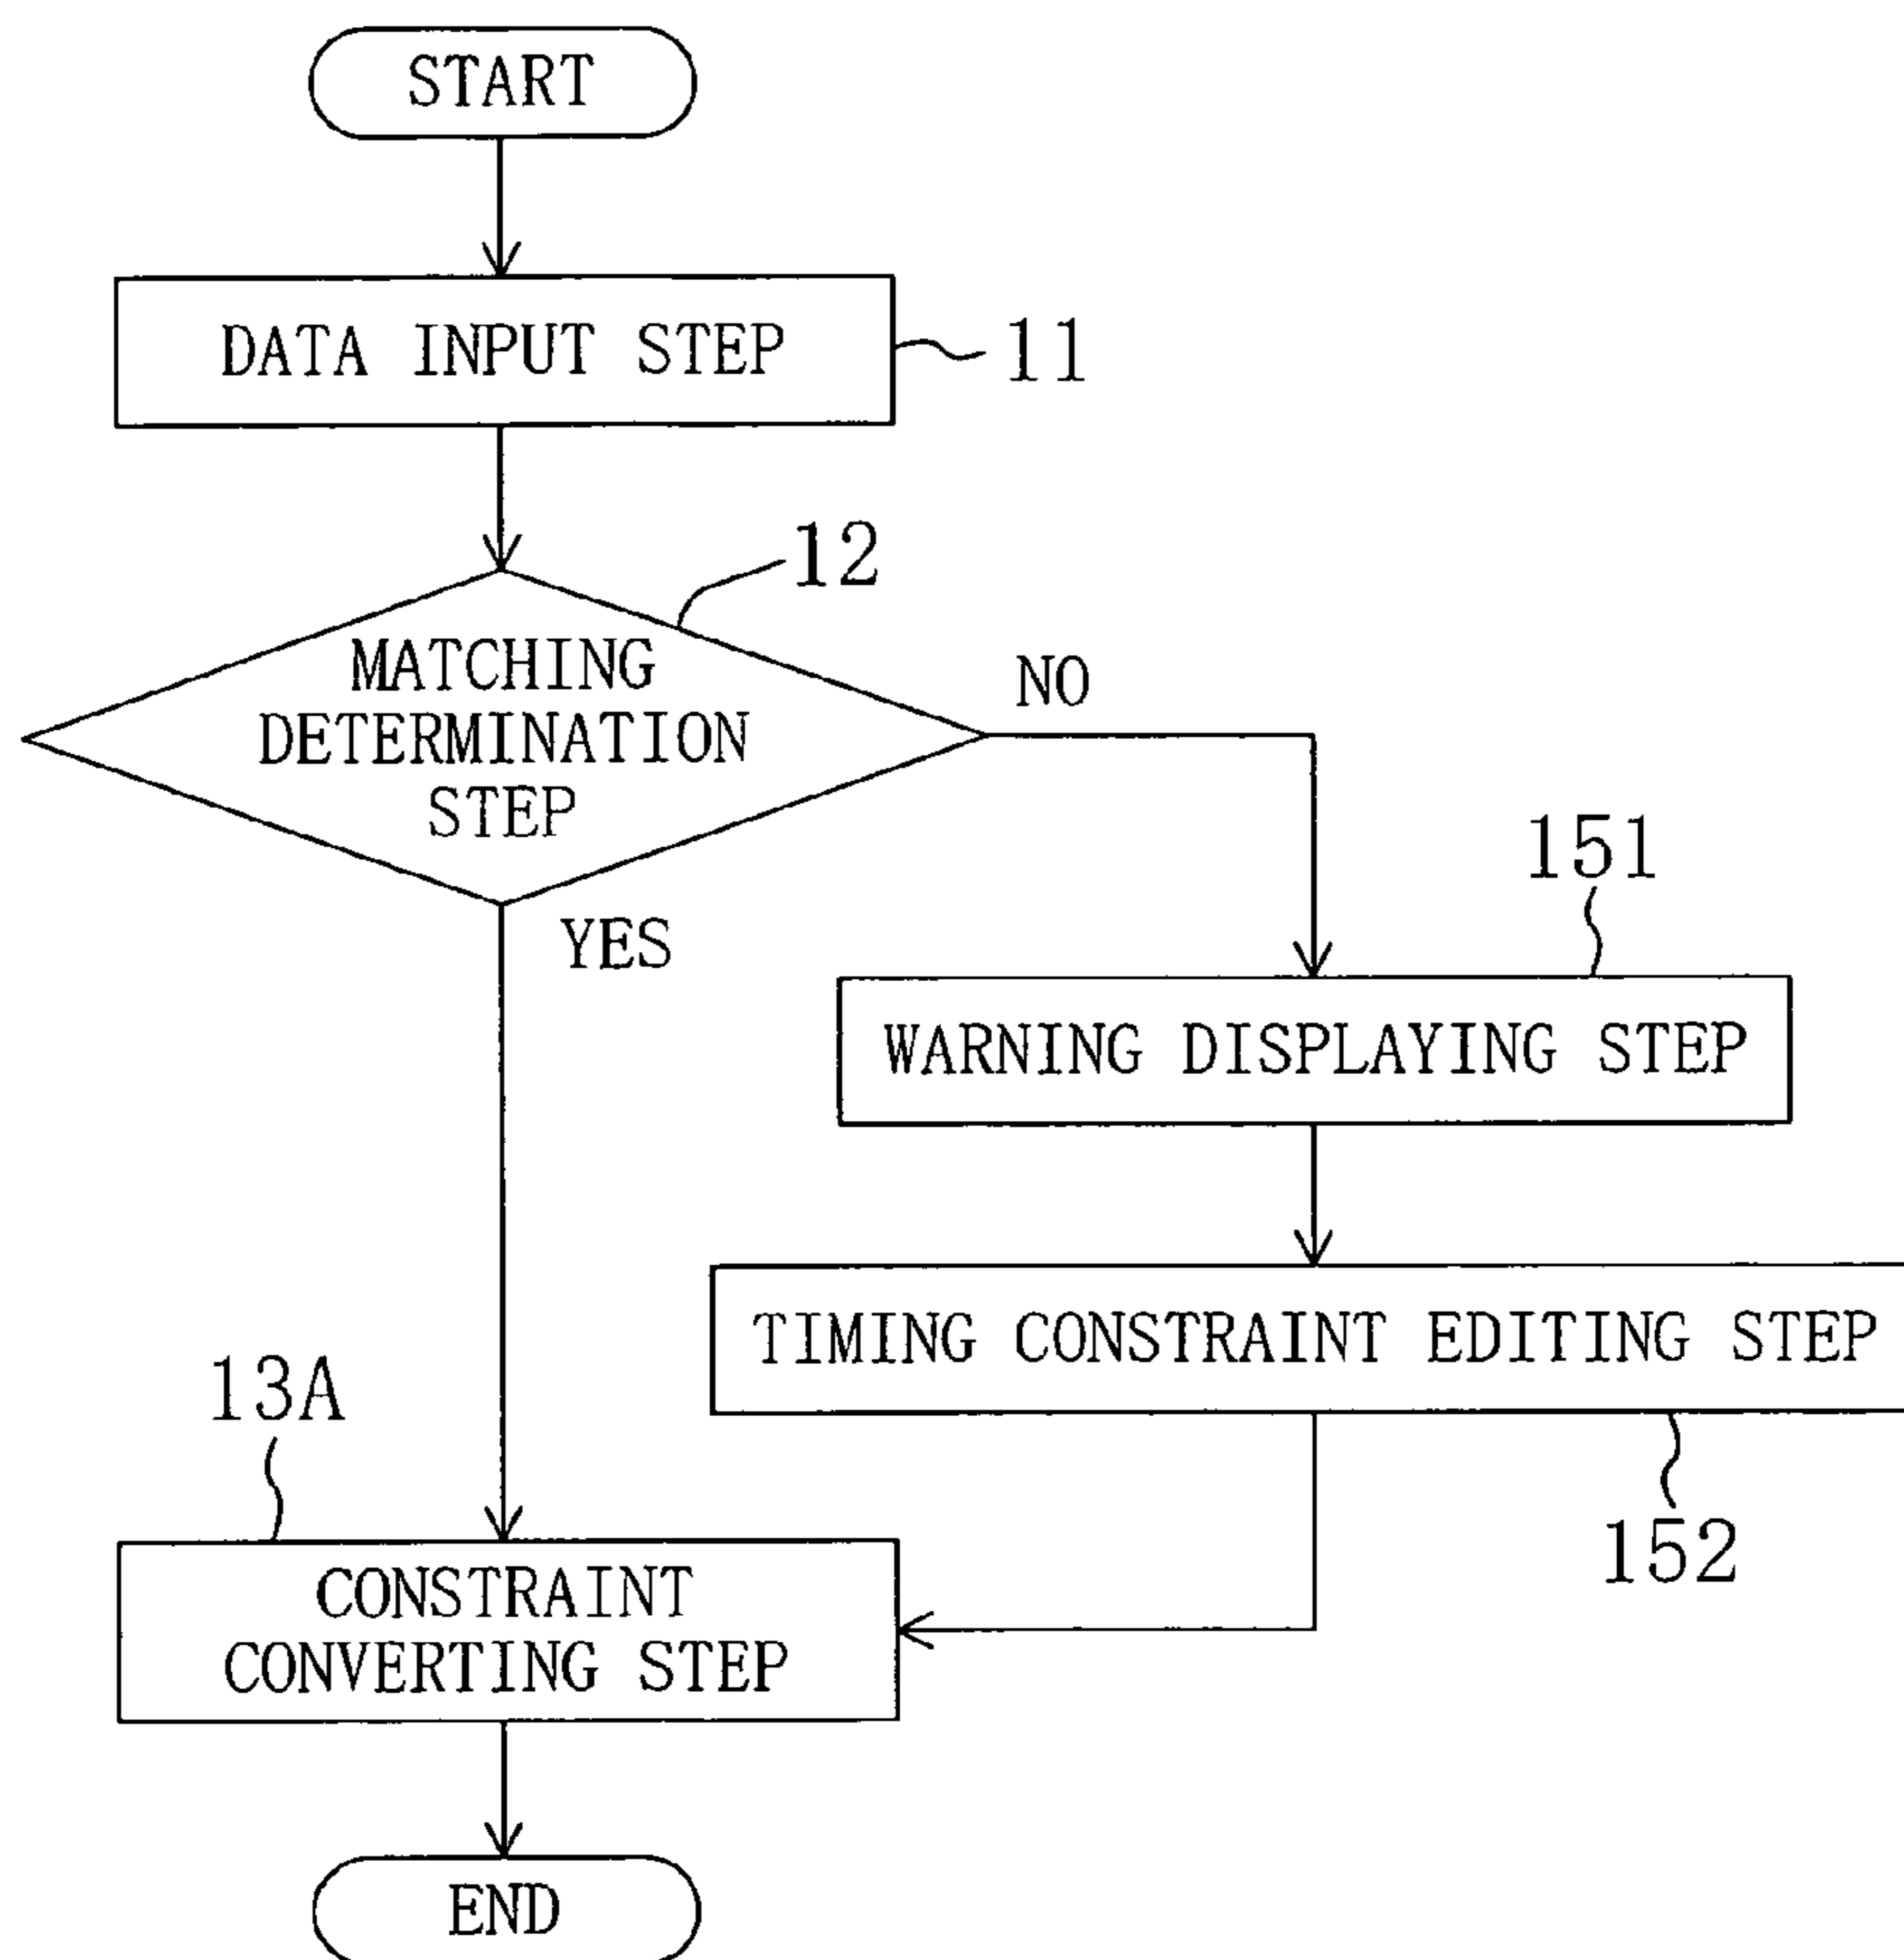 START
DATA INPUT STEP
11
12
MATCHING
DETERMINATION
STEP
NO
YES
151
WARNING DISPLAYING STEP
TIMING CONSTRAINT EDITING STEP
152
13A
CONSTRAINT
CONVERTING STEP
END